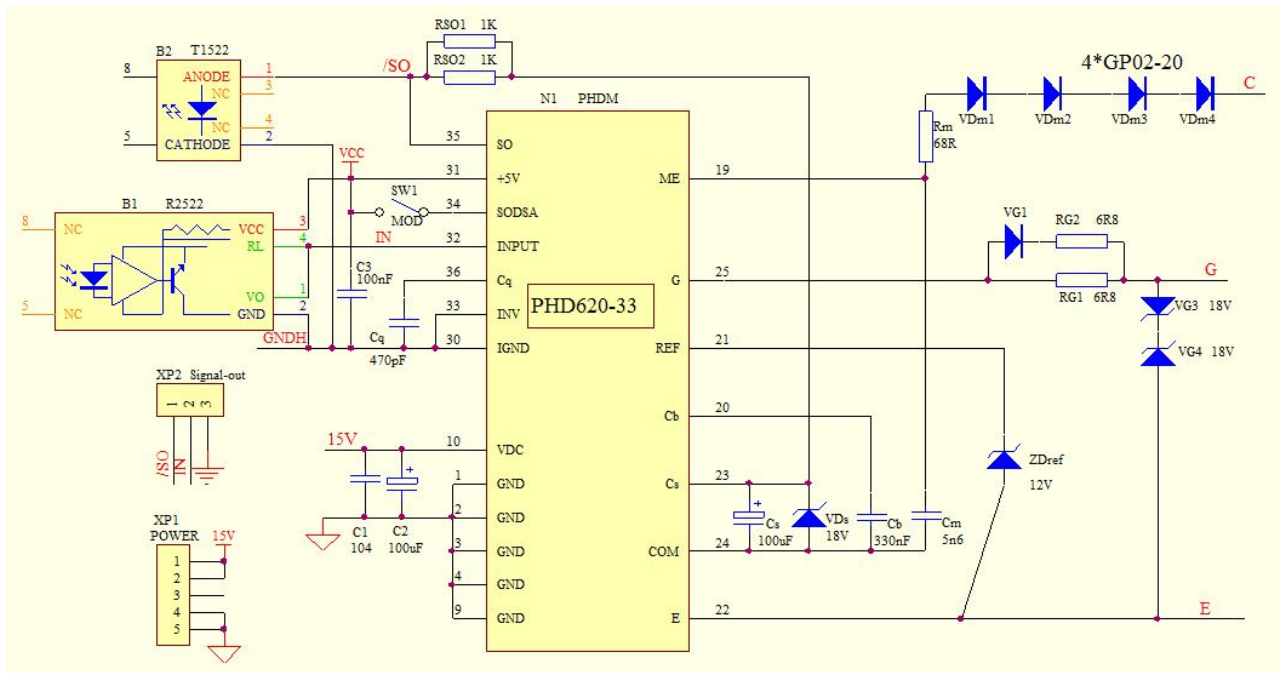 RSO1 1K
B2 T1522
8
ANODE
1
/SO
RSO2 1K
NC
3
NC
4
5
CATHODE
2
4*GP02-20
C
VDm1
VDm2
VDm3
VDm4
Rm
68R
N1 PHDM
35
SO
VCC
31
+5V
ME
19
SW1
MOD
34
SODSA
B1 R2522
8
NC
VCC
3
RL
4
IN
32
INPUT
VG1
RG2 6R8
C3
100nF
36
Cq
G
25
RG1 6R8
G
VO
1
5
NC
GND
2
PHD620-33
33
INV
VG3 18V
GNDH
Cq
470pF
30
IGND
REF
21
VG4 18V
XP2 Signal-out
1
2
3
/SO
IN
Cb
20
15V
10
VDC
ZDref
12V
1
GND
Cs
23
C1
104
C2
+
100uF
2
GND
+
Cs
100uF
VDs
18V
Cb
330nF
Cm
5n6
XP1
POWER
15V
3
GND
COM
24
1
2
3
4
5
4
GND
9
GND
E
22
E